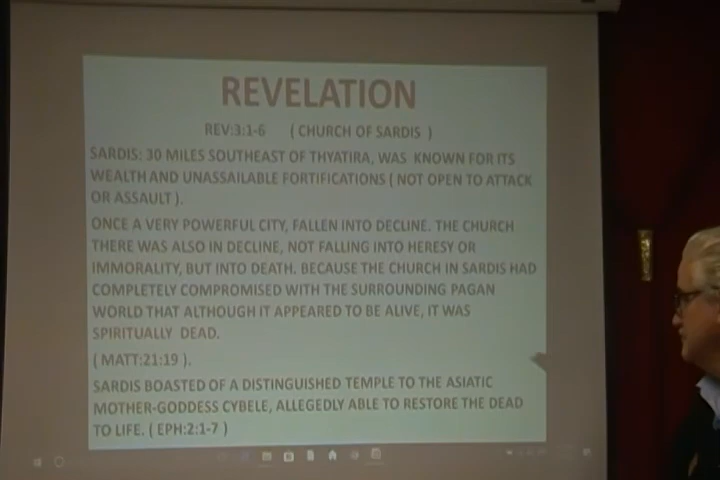 REVELATION
REV:3:1-6 ( CHURCH OF SARDIS )
SARDIS: 30 MILES SOUTHEAST OF THYATIRA, WAS KNOWN FOR ITS
WEALTH AND UNASSAILABLE FORTIFICATIONS ( NOT OPEN TO ATTACK
OR ASSAULT ).
ONCE A VERY POWERFUL CITY, FALLEN INTO DECLINE. THE CHURCH
THERE WAS ALSO IN DECLINE, NOT FALLING INTO HERESY OR
IMMORALITY, BUT INTO DEATH. BECAUSE THE CHURCH IN SARDIS HAD
COMPLETELY COMPROMISED WITH THE SURROUNDING PAGAN
WORLD THAT ALTHOUGH IT APPEARED TO BE ALIVE, IT WAS
SPIRITUALLY DEAD.
( MATT:21:19 ).
SARDIS BOASTED OF A DISTINGUISHED TEMPLE TO THE ASIATIC
MOTHER-GODDESS CYBELE, ALLEGEDLY ABLE TO RESTORE THE DEAD
TO LIFE. ( EPH:2:1-7 )